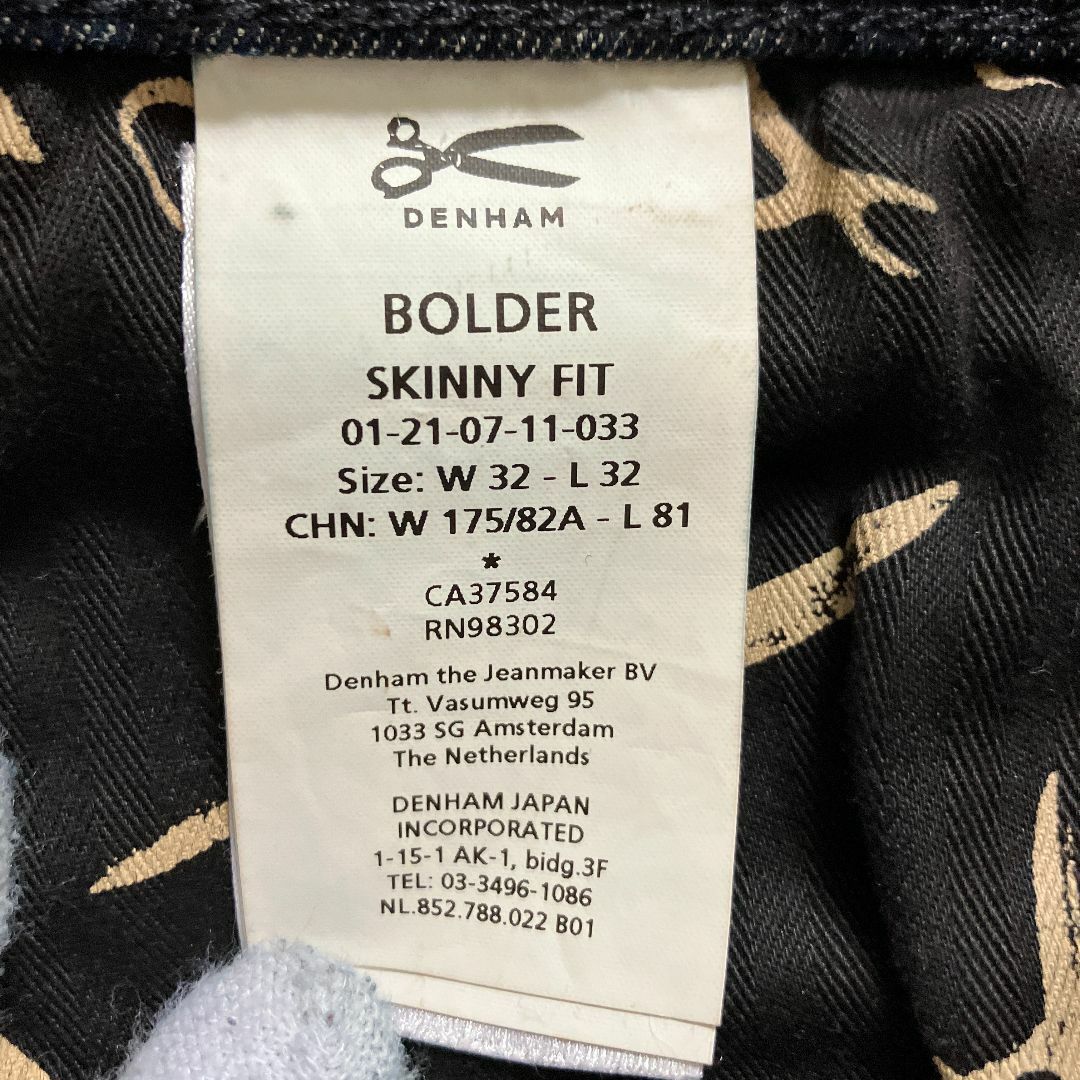 DENHAM
BOLDER
SKINNY FIT
01-21-07-11-033
Size: W 32 - L 32
CHN: W 175/82A - L 81
*
CA37584
RN98302
Denham the Jeanmaker BV
Tt. Vasumweg 95
1033 SG Amsterdam
The Netherlands
DENHAM JAPAN
INCORPORATED
1-15-1 AK-1, bidg.3F
TEL: 03-3496-1086
NL.852.788.022 B01